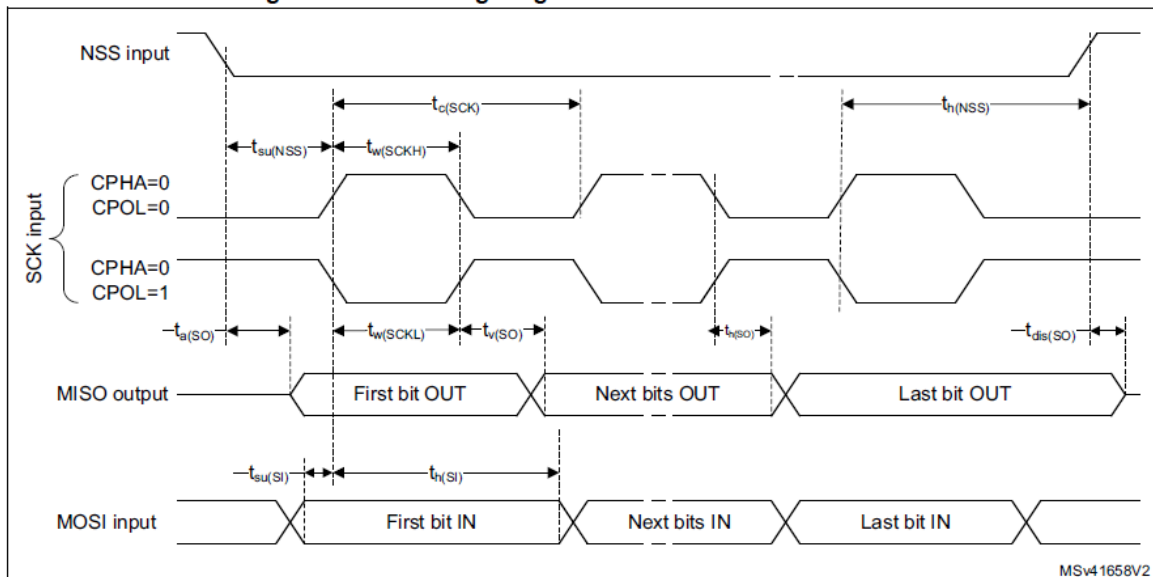 NSS input
tc(SCK)
th(NSS)
tsu(NSS)
tw(SCKH)
CPHA=0
CPOL=0
SCK input
CPHA=0
CPOL=1
ta(SO)
tw(SCKL)
tv(SO)
th(SO)
tdis(SO)
MISO output
First bit OUT
Next bits OUT
Last bit OUT
tsu(SI)
th(SI)
MOSI input
First bit IN
Next bits IN
Last bit IN
MSv41658V2